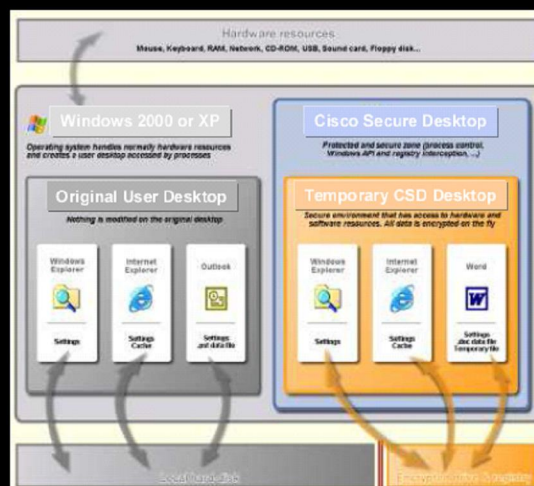 Hardware resources
Mouse, Keyboard, RAM, Network, CD-ROM, USB, Sound card, Floppy disk...
Windows 2000 or XP
Operating system handles normally hardware resources
and creates a user desktop accessed by processes
Original User Desktop
Nothing is modified on the original desktop
Windows
Explorer
Settings
Internet
Explorer
Settings
Cache
Outlook
Settings
.pst data file
Cisco Secure Desktop
Protected and secure zone (process control,
Windows API and registry interception, ...)
Temporary CSD Desktop
Secure environment that has access to hardware and
software resources. All data is encrypted on the fly
Windows
Explorer
Settings
Internet
Explorer
Settings
Cache
Word
W
Settings
.doc data file
Temporary file
Local hard disk
Encrypted drive & registry